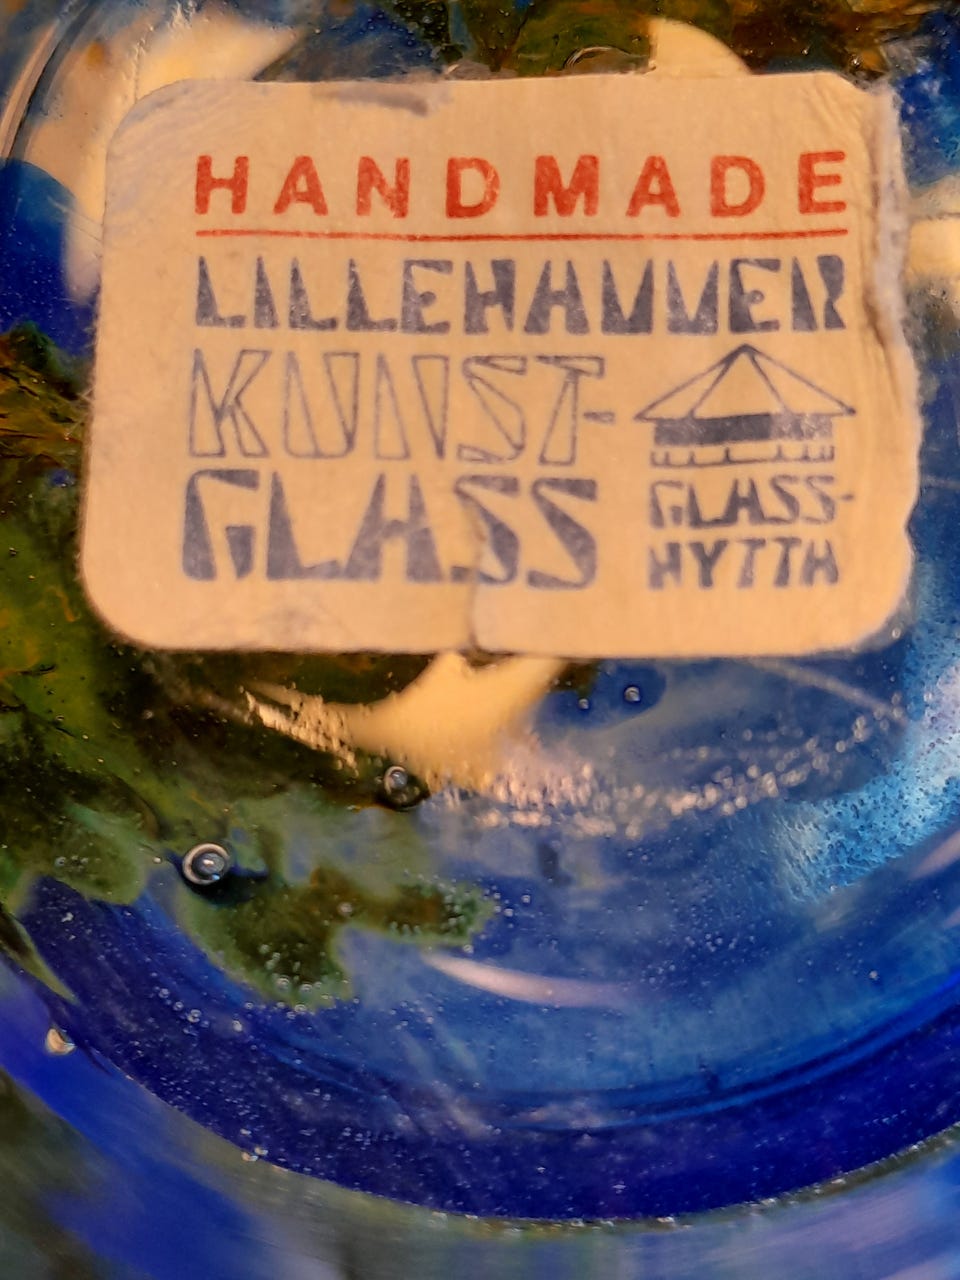 HANDMADE
LILLEHAMMER
KUNST-
GLASS
GLASS-
HYTTA